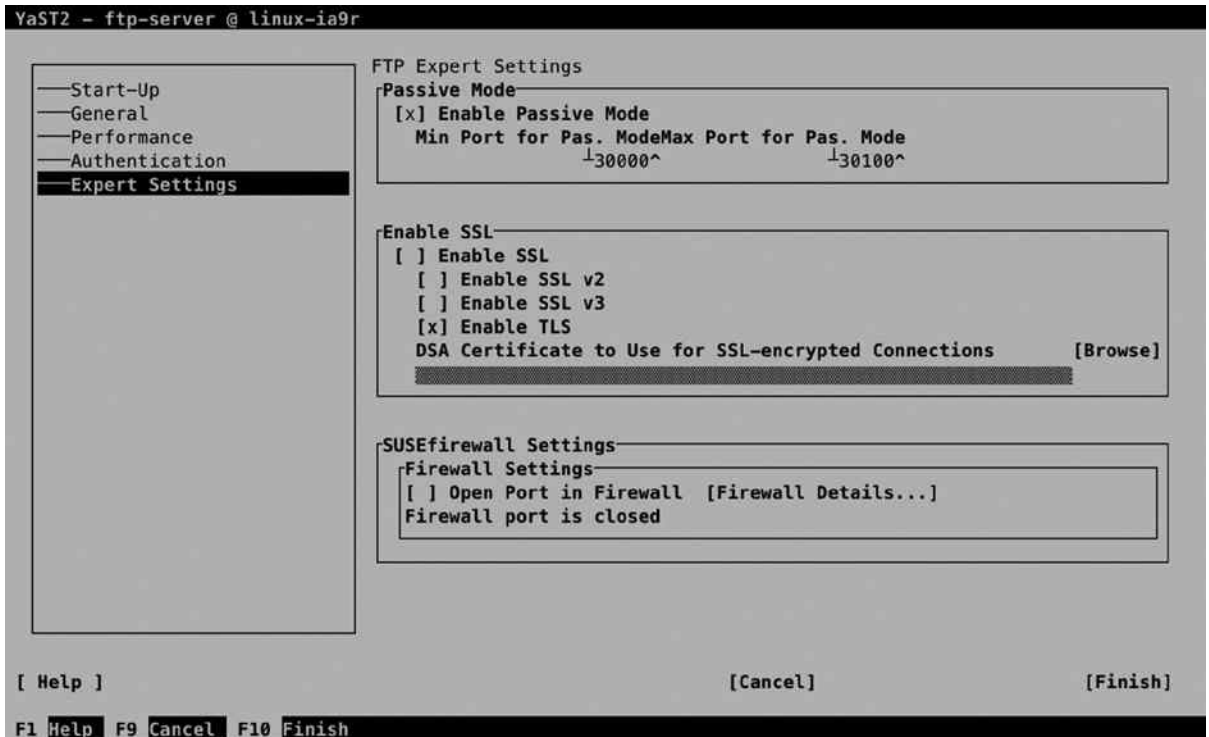 YaST2 - ftp-server @ linux-ia9r
Start-Up
General
Performance
Authentication
Expert Settings
FTP Expert Settings
Passive Mode
[x] Enable Passive Mode
Min Port for Pas. ModeMax Port for Pas. Mode
30000^ 30100^
Enable SSL
[ ] Enable SSL
[ ] Enable SSL v2
[ ] Enable SSL v3
[x] Enable TLS
DSA Certificate to Use for SSL-encrypted Connections [Browse]
SUSEfirewall Settings
Firewall Settings
[ ] Open Port in Firewall [Firewall Details...]
Firewall port is closed
[ Help ] [Cancel] [Finish]
F1 Help F9 Cancel F10 Finish